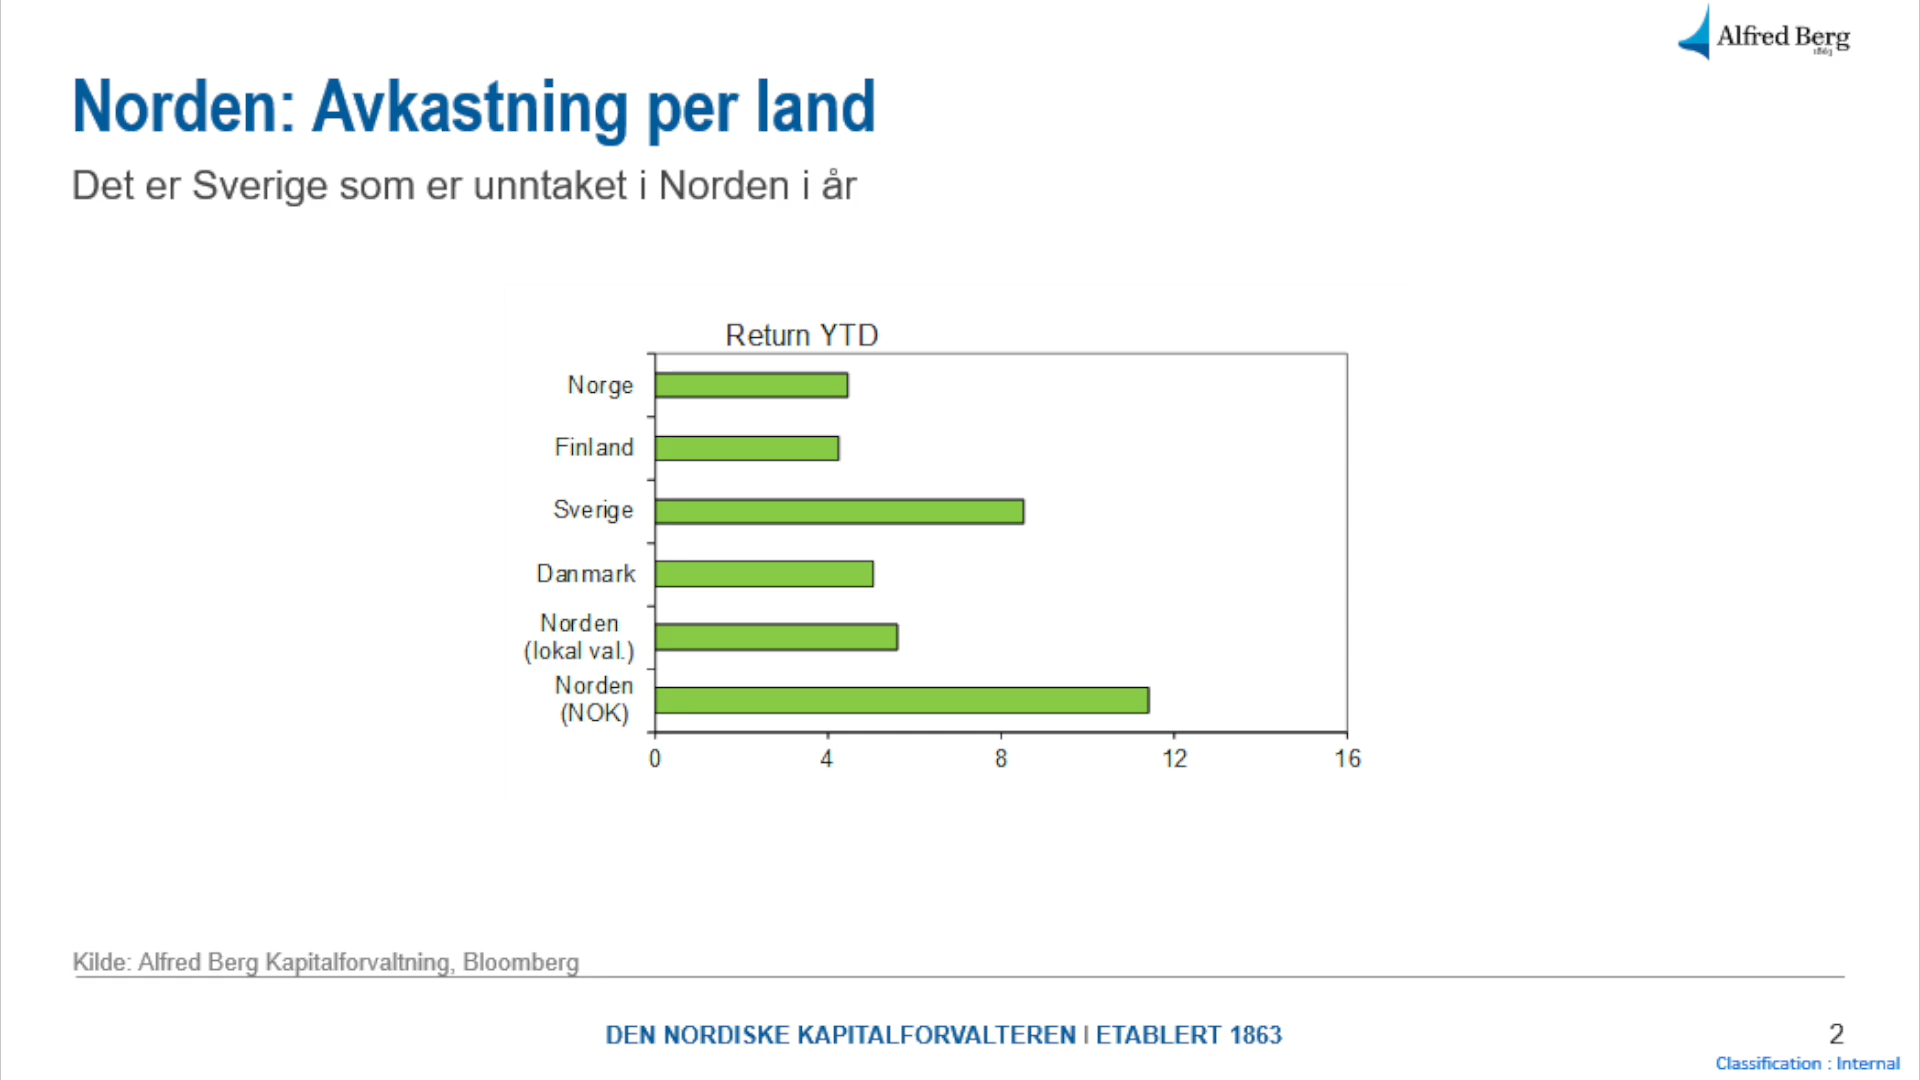 Alfred Berg
1863
Norden: Avkastning per land
Det er Sverige som er unntaket i Norden i år
Return YTD
Norge
Finland
Sverige
Danmark
Norden
(lokal val.)
Norden
(NOK)
0 4 8 12 16
Kilde: Alfred Berg Kapitalforvaltning, Bloomberg
DEN NORDISKE KAPITALFORVALTEREN | ETABLERT 1863
2
Classification : Internal